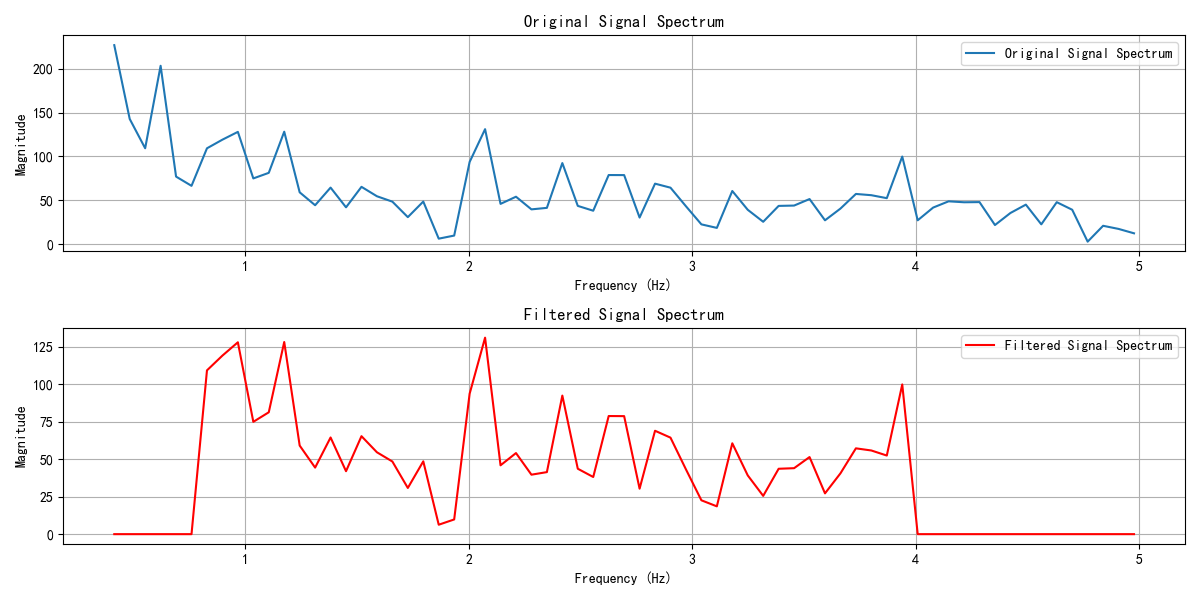 Original Signal Spectrum
Original Signal Spectrum
Magnitude
200
150
100
50
0
1 2 3 4 5
Frequency (Hz)
Filtered Signal Spectrum
Filtered Signal Spectrum
Magnitude
125
100
75
50
25
0
1 2 3 4 5
Frequency (Hz)